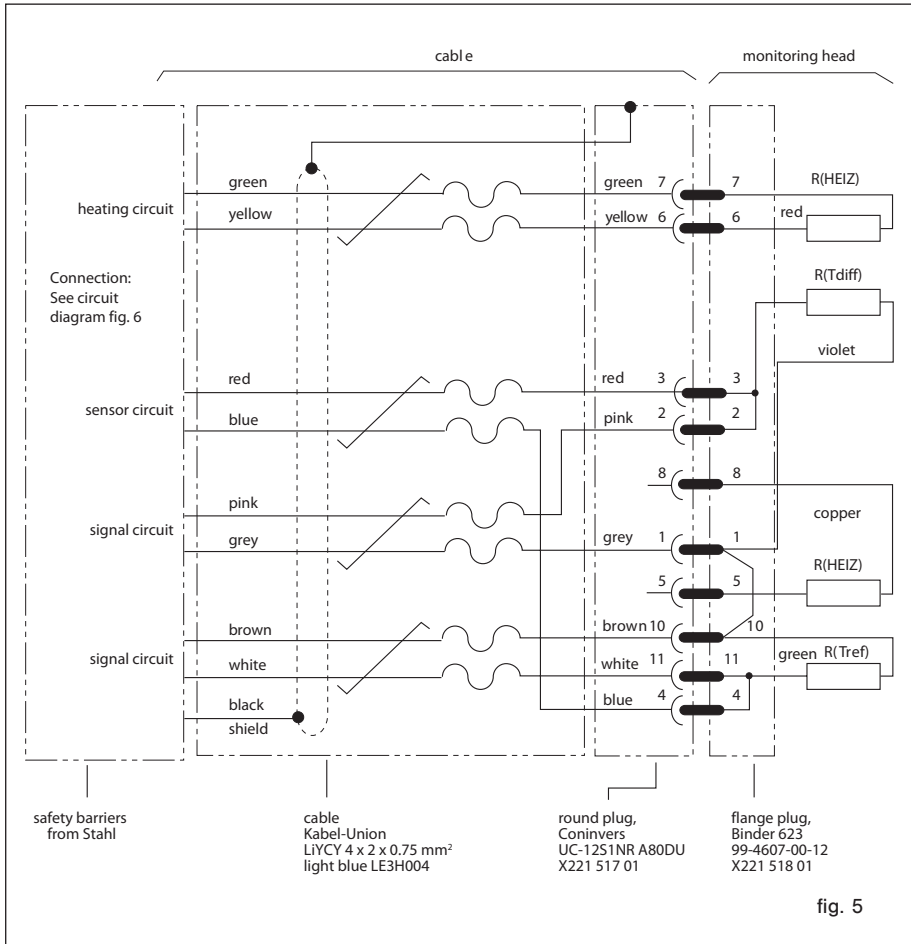 cable
monitoring head
green
green 7 7
R(HEIZ)
heating circuit
yellow
yellow 6 6
red
Connection:
See circuit
diagram fig. 6
R(Tdiff)
violet
red
red 3 3
sensor circuit
blue
pink 2 2
8 8
pink
copper
signal circuit
grey
grey 1 1
R(HEIZ)
5 5
brown
brown 10 10
signal circuit
white
white 11 11
green R(Tref)
black
shield
blue 4 4
safety barriers
from Stahl
cable
Kabel-Union
LiYCY 4 x 2 x 0.75 mm²
light blue LE3H004
round plug,
Coninvers
UC-12S1NR A80DU
X221 517 01
flange plug,
Binder 623
99-4607-00-12
X221 518 01
fig. 5